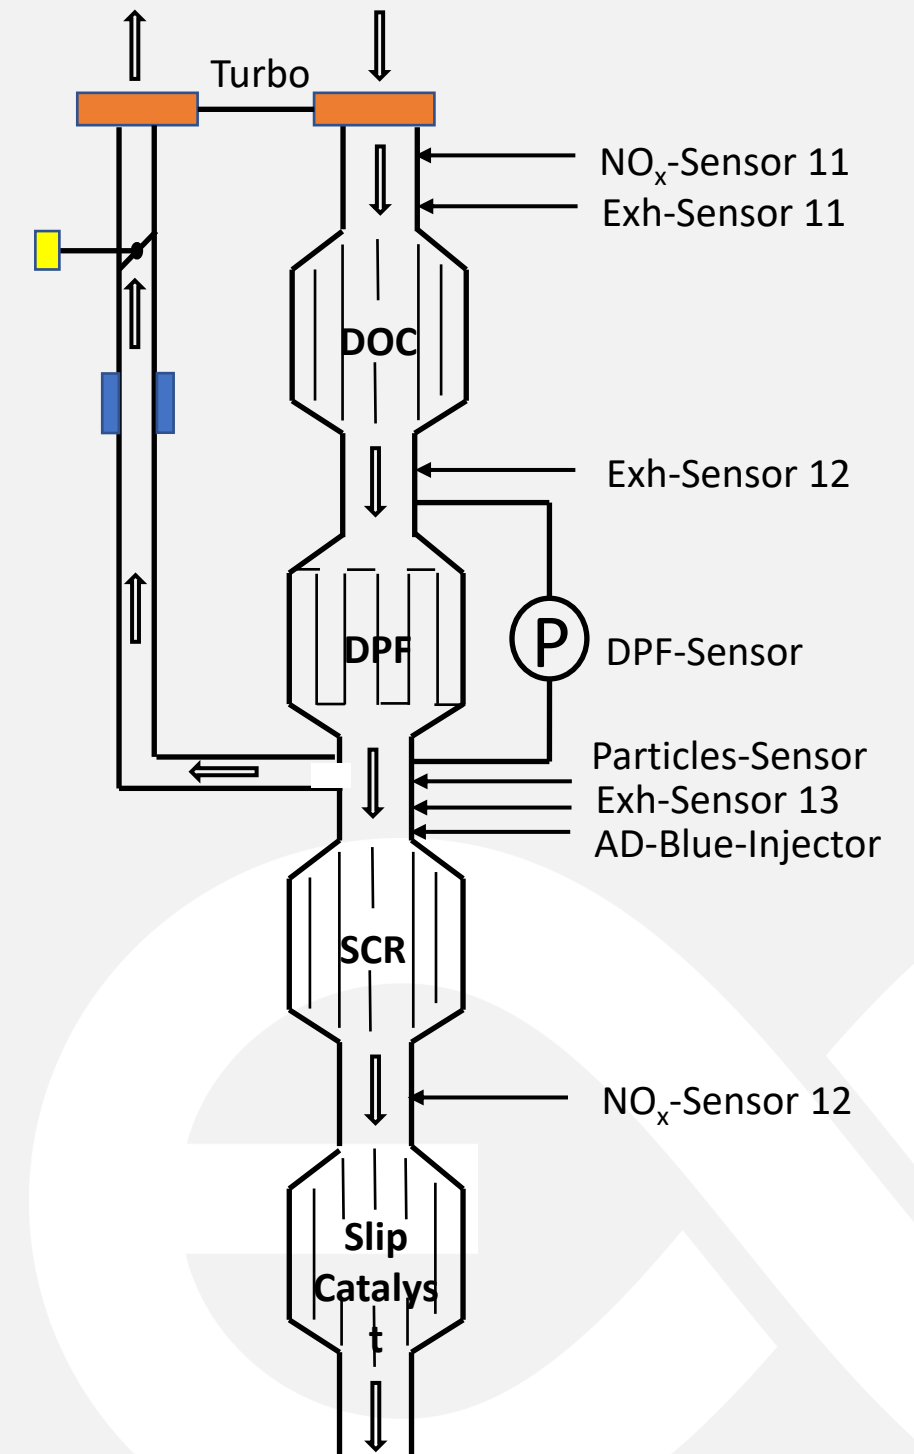 Turbo
NOₓ-Sensor 11
Exh-Sensor 11
DOC
Exh-Sensor 12
DPF
P
DPF-Sensor
Particles-Sensor
Exh-Sensor 13
AD-Blue-Injector
SCR
NOₓ-Sensor 12
Slip
Catalys
t